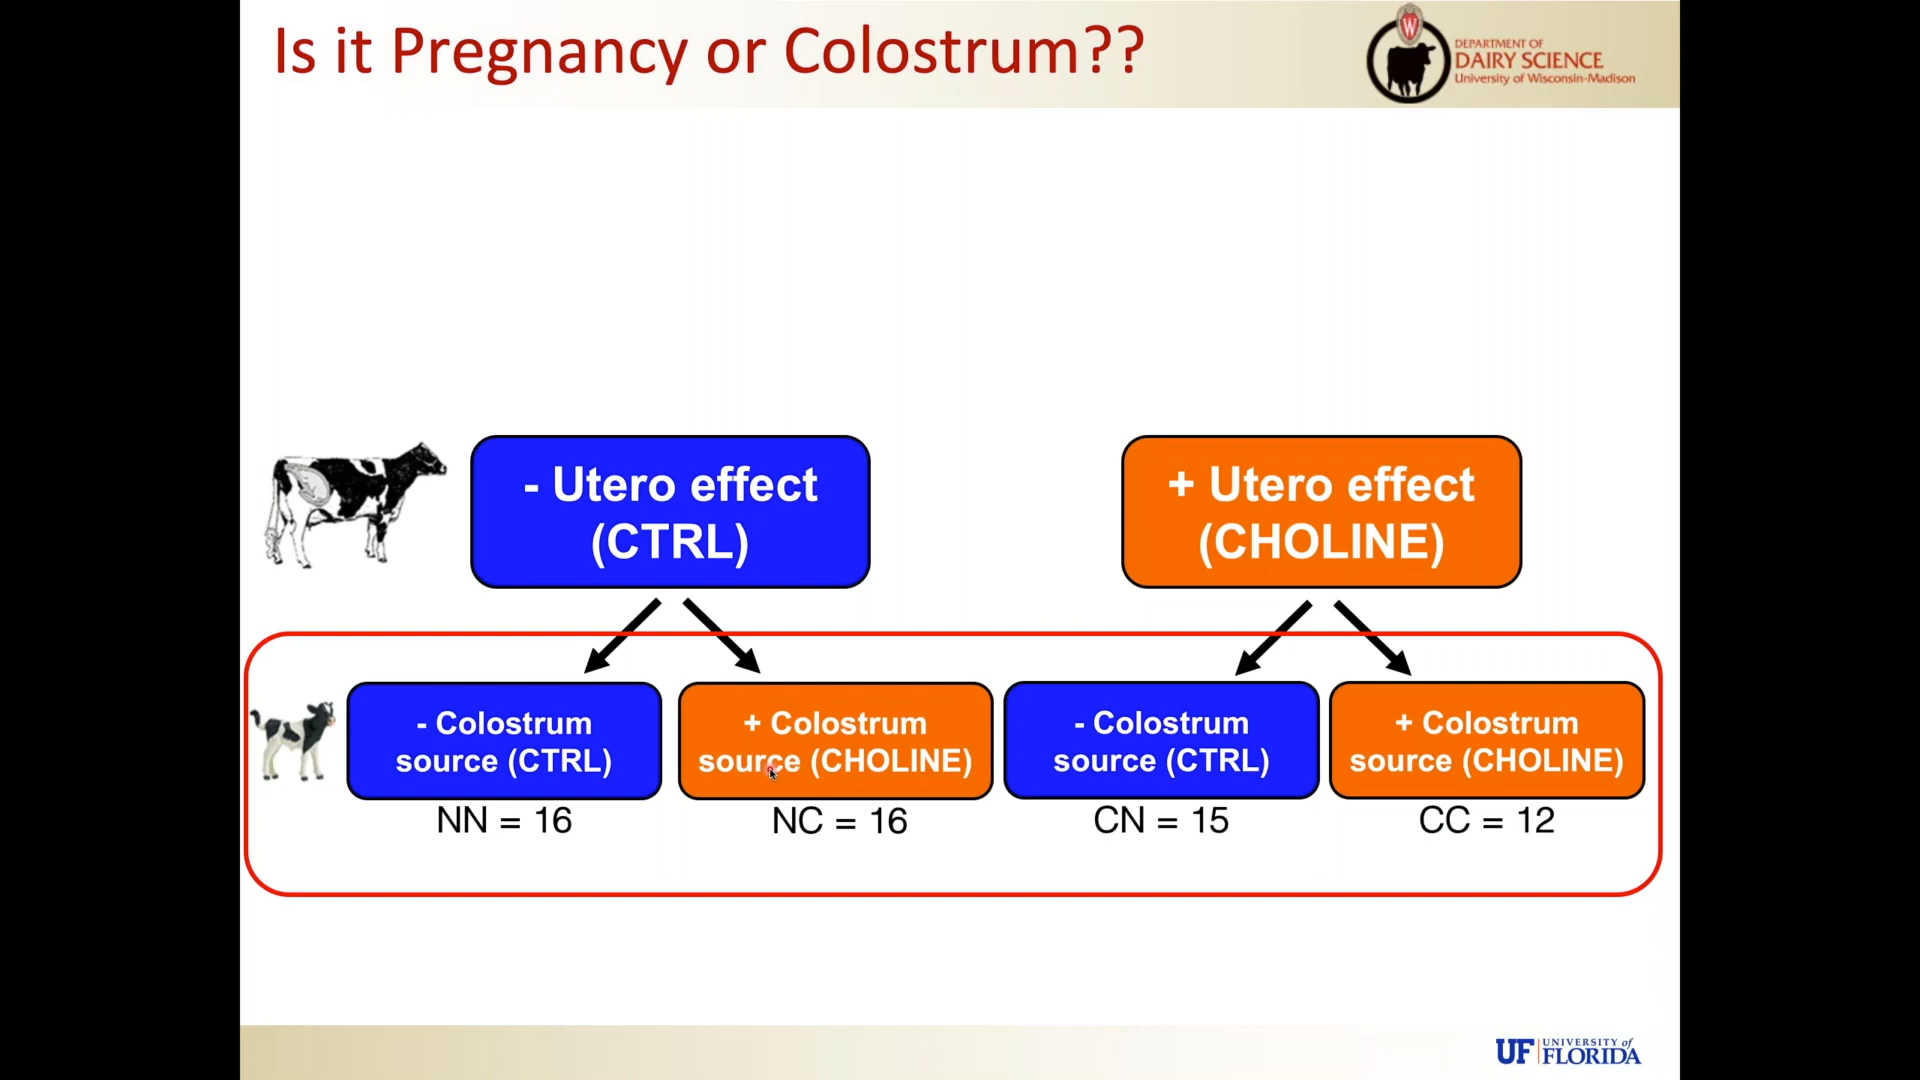 Is it Pregnancy or Colostrum??
W
DEPARTMENT OF
DAIRY SCIENCE
University of Wisconsin-Madison
- Utero effect
(CTRL)
+ Utero effect
(CHOLINE)
- Colostrum
source (CTRL)
+ Colostrum
source (CHOLINE)
- Colostrum
source (CTRL)
+ Colostrum
source (CHOLINE)
NN = 16
NC = 16
CN = 15
CC = 12
UF UNIVERSITY of
FLORIDA